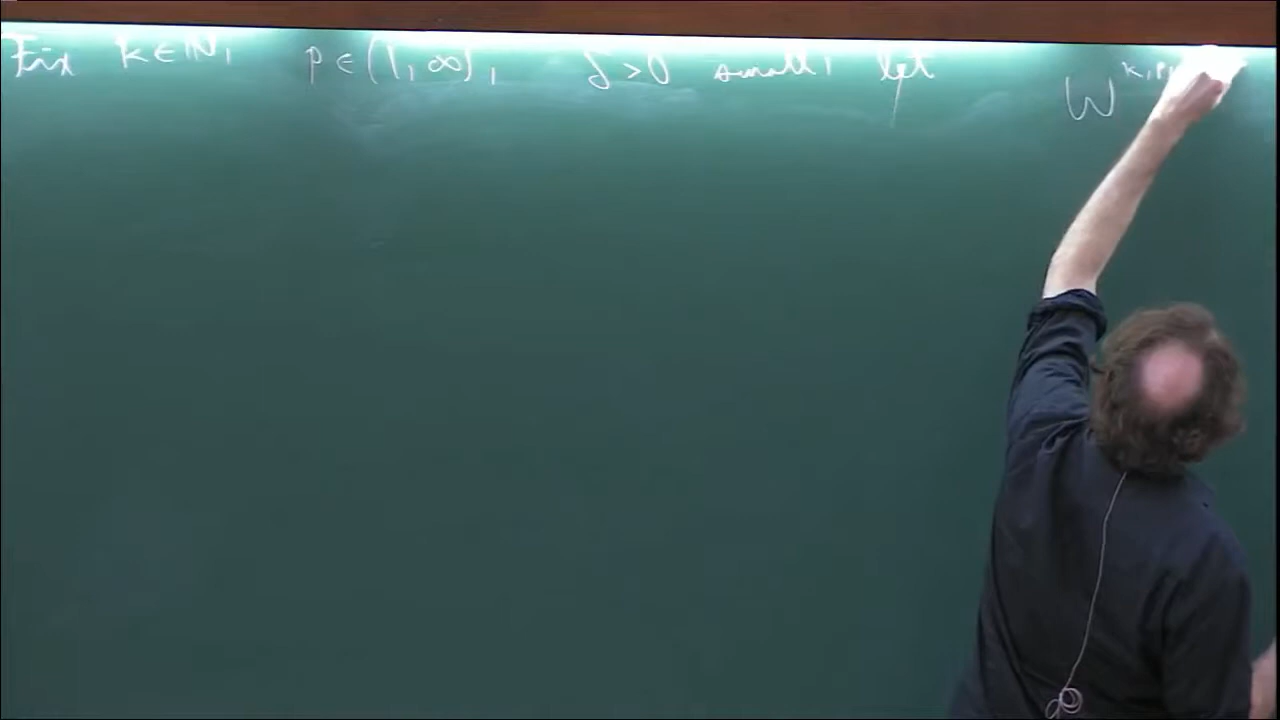 Fix k ∈ ℕ, p ∈ (1, ∞), δ > 0 small, let W^{k,p,